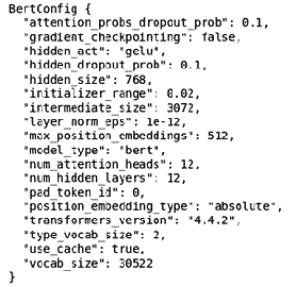 BertConfig {
"attention_probs_dropout_prob": 0.1,
"gradient_checkpointing": false,
"hidden_act": "gelu",
"hidden_dropout_prob": 0.1,
"hidden_size": 768,
"initializer_range": 0.02,
"intermediate_size": 3072,
"layer_norm_eps": 1e-12,
"max_position_embeddings": 512,
"model_type": "bert",
"num_attention_heads": 12,
"num_hidden_layers": 12,
"pad_token_id": 0,
"position_embedding_type": "absolute",
"transformers_version": "4.4.2",
"type_vocab_size": 2,
"use_cache": true,
"vocab_size": 30522
}